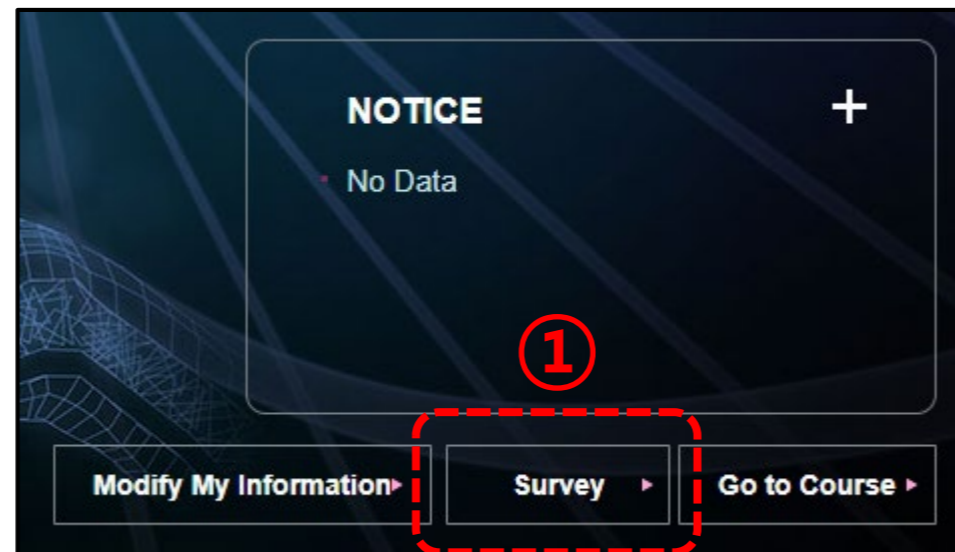 NOTICE +
No Data
①
Modify My Information
Survey
Go to Course